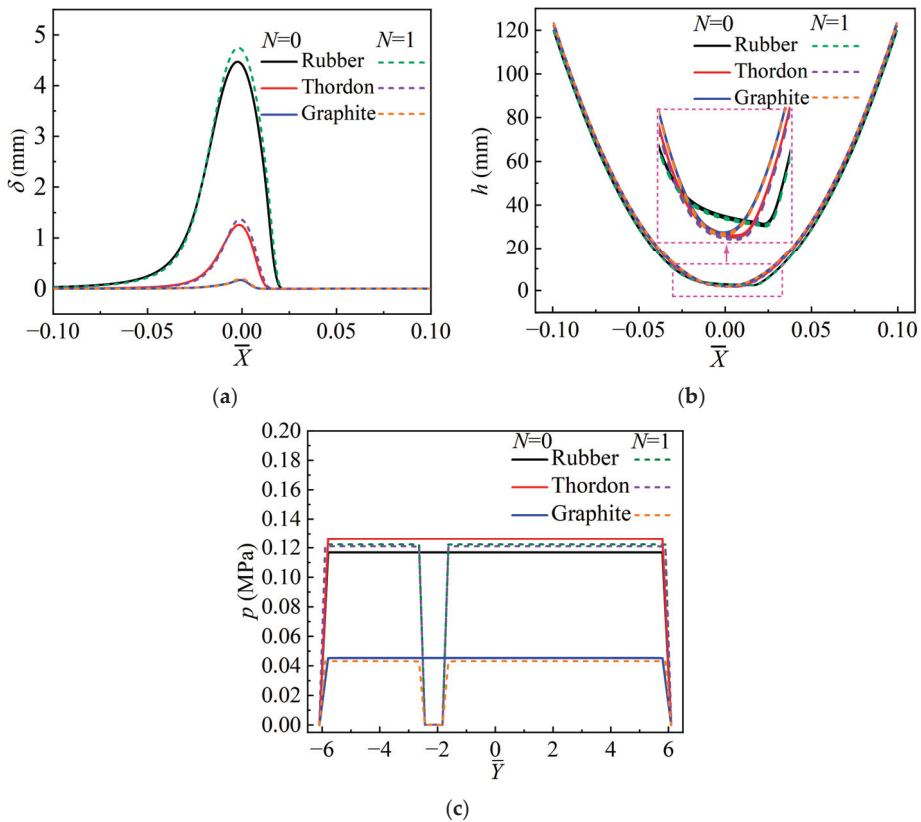 N=0 N=1
Rubber
Thordon
Graphite
5
4
3
2
1
0
δ (mm)
−0.10 −0.05 0.00 0.05 0.10
X̅
(a)
N=0 N=1
Rubber
Thordon
Graphite
120
100
80
60
40
20
0
h (mm)
−0.10 −0.05 0.00 0.05 0.10
X̅
(b)
N=0 N=1
Rubber
Thordon
Graphite
0.20
0.18
0.16
0.14
0.12
0.10
0.08
0.06
0.04
0.02
0.00
p (MPa)
−6 −4 −2 0 2 4 6
Y̅
(c)